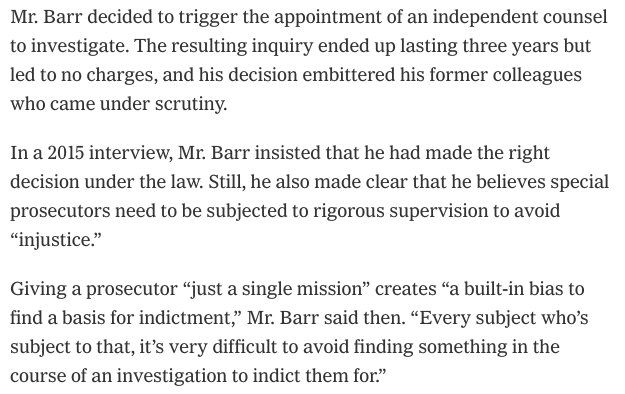 Mr. Barr decided to trigger the appointment of an independent counsel
to investigate. The resulting inquiry ended up lasting three years but
led to no charges, and his decision embittered his former colleagues
who came under scrutiny.
In a 2015 interview, Mr. Barr insisted that he had made the right
decision under the law. Still, he also made clear that he believes special
prosecutors need to be subjected to rigorous supervision to avoid
“injustice.”
Giving a prosecutor “just a single mission” creates “a built-in bias to
find a basis for indictment,” Mr. Barr said then. “Every subject who’s
subject to that, it’s very difficult to avoid finding something in the
course of an investigation to indict them for.”